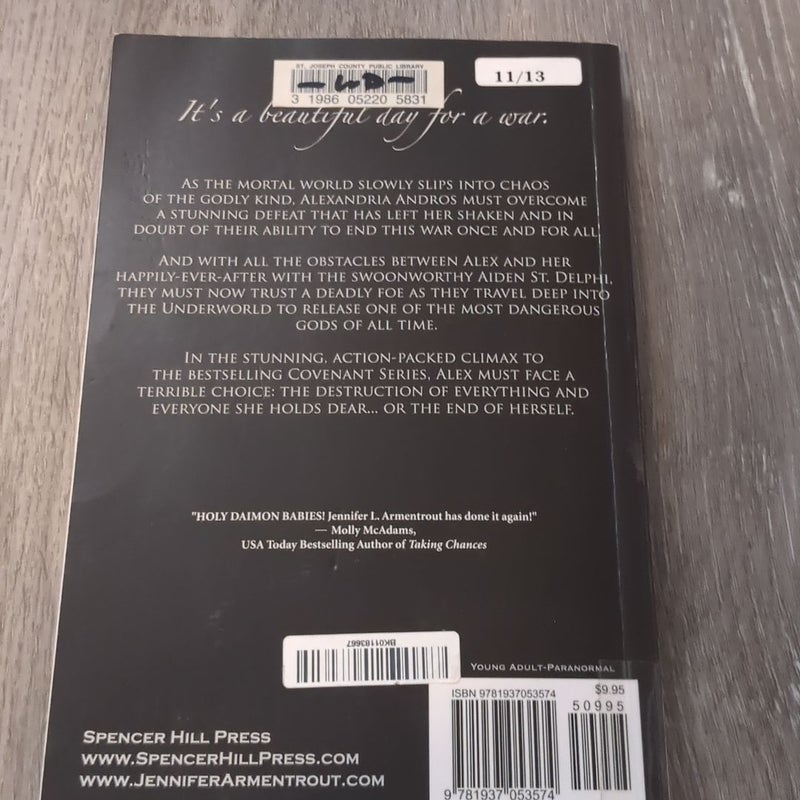 ST. JOSEPH COUNTY PUBLIC LIBRARY
3 1986 05220 5831
11/13
It's a beautiful day for a war.
AS THE MORTAL WORLD SLOWLY SLIPS INTO CHAOS
OF THE GODLY KIND, ALEXANDRIA ANDROS MUST OVERCOME
A STUNNING DEFEAT THAT HAS LEFT HER SHAKEN AND IN
DOUBT OF THEIR ABILITY TO END THIS WAR ONCE AND FOR ALL.
AND WITH ALL THE OBSTACLES BETWEEN ALEX AND HER
HAPPILY-EVER-AFTER WITH THE SWOONWORTHY AIDEN ST. DELPHI,
THEY MUST NOW TRUST A DEADLY FOE AS THEY TRAVEL DEEP INTO
THE UNDERWORLD TO RELEASE ONE OF THE MOST DANGEROUS
GODS OF ALL TIME.
IN THE STUNNING, ACTION-PACKED CLIMAX TO
THE BESTSELLING COVENANT SERIES, ALEX MUST FACE A
TERRIBLE CHOICE: THE DESTRUCTION OF EVERYTHING AND
EVERYONE SHE HOLDS DEAR... OR THE END OF HERSELF.
"HOLY DAIMON BABIES! Jennifer L. Armentrout has done it again!"
— Molly McAdams,
USA Today Bestselling Author of Taking Chances
BK01183667
YOUNG ADULT-PARANORMAL
ISBN 9781937053574
$9.95
50995
9 781937 053574
SPENCER HILL PRESS
WWW.SPENCERHILLPRESS.COM
WWW.JENNIFERARMENTROUT.COM